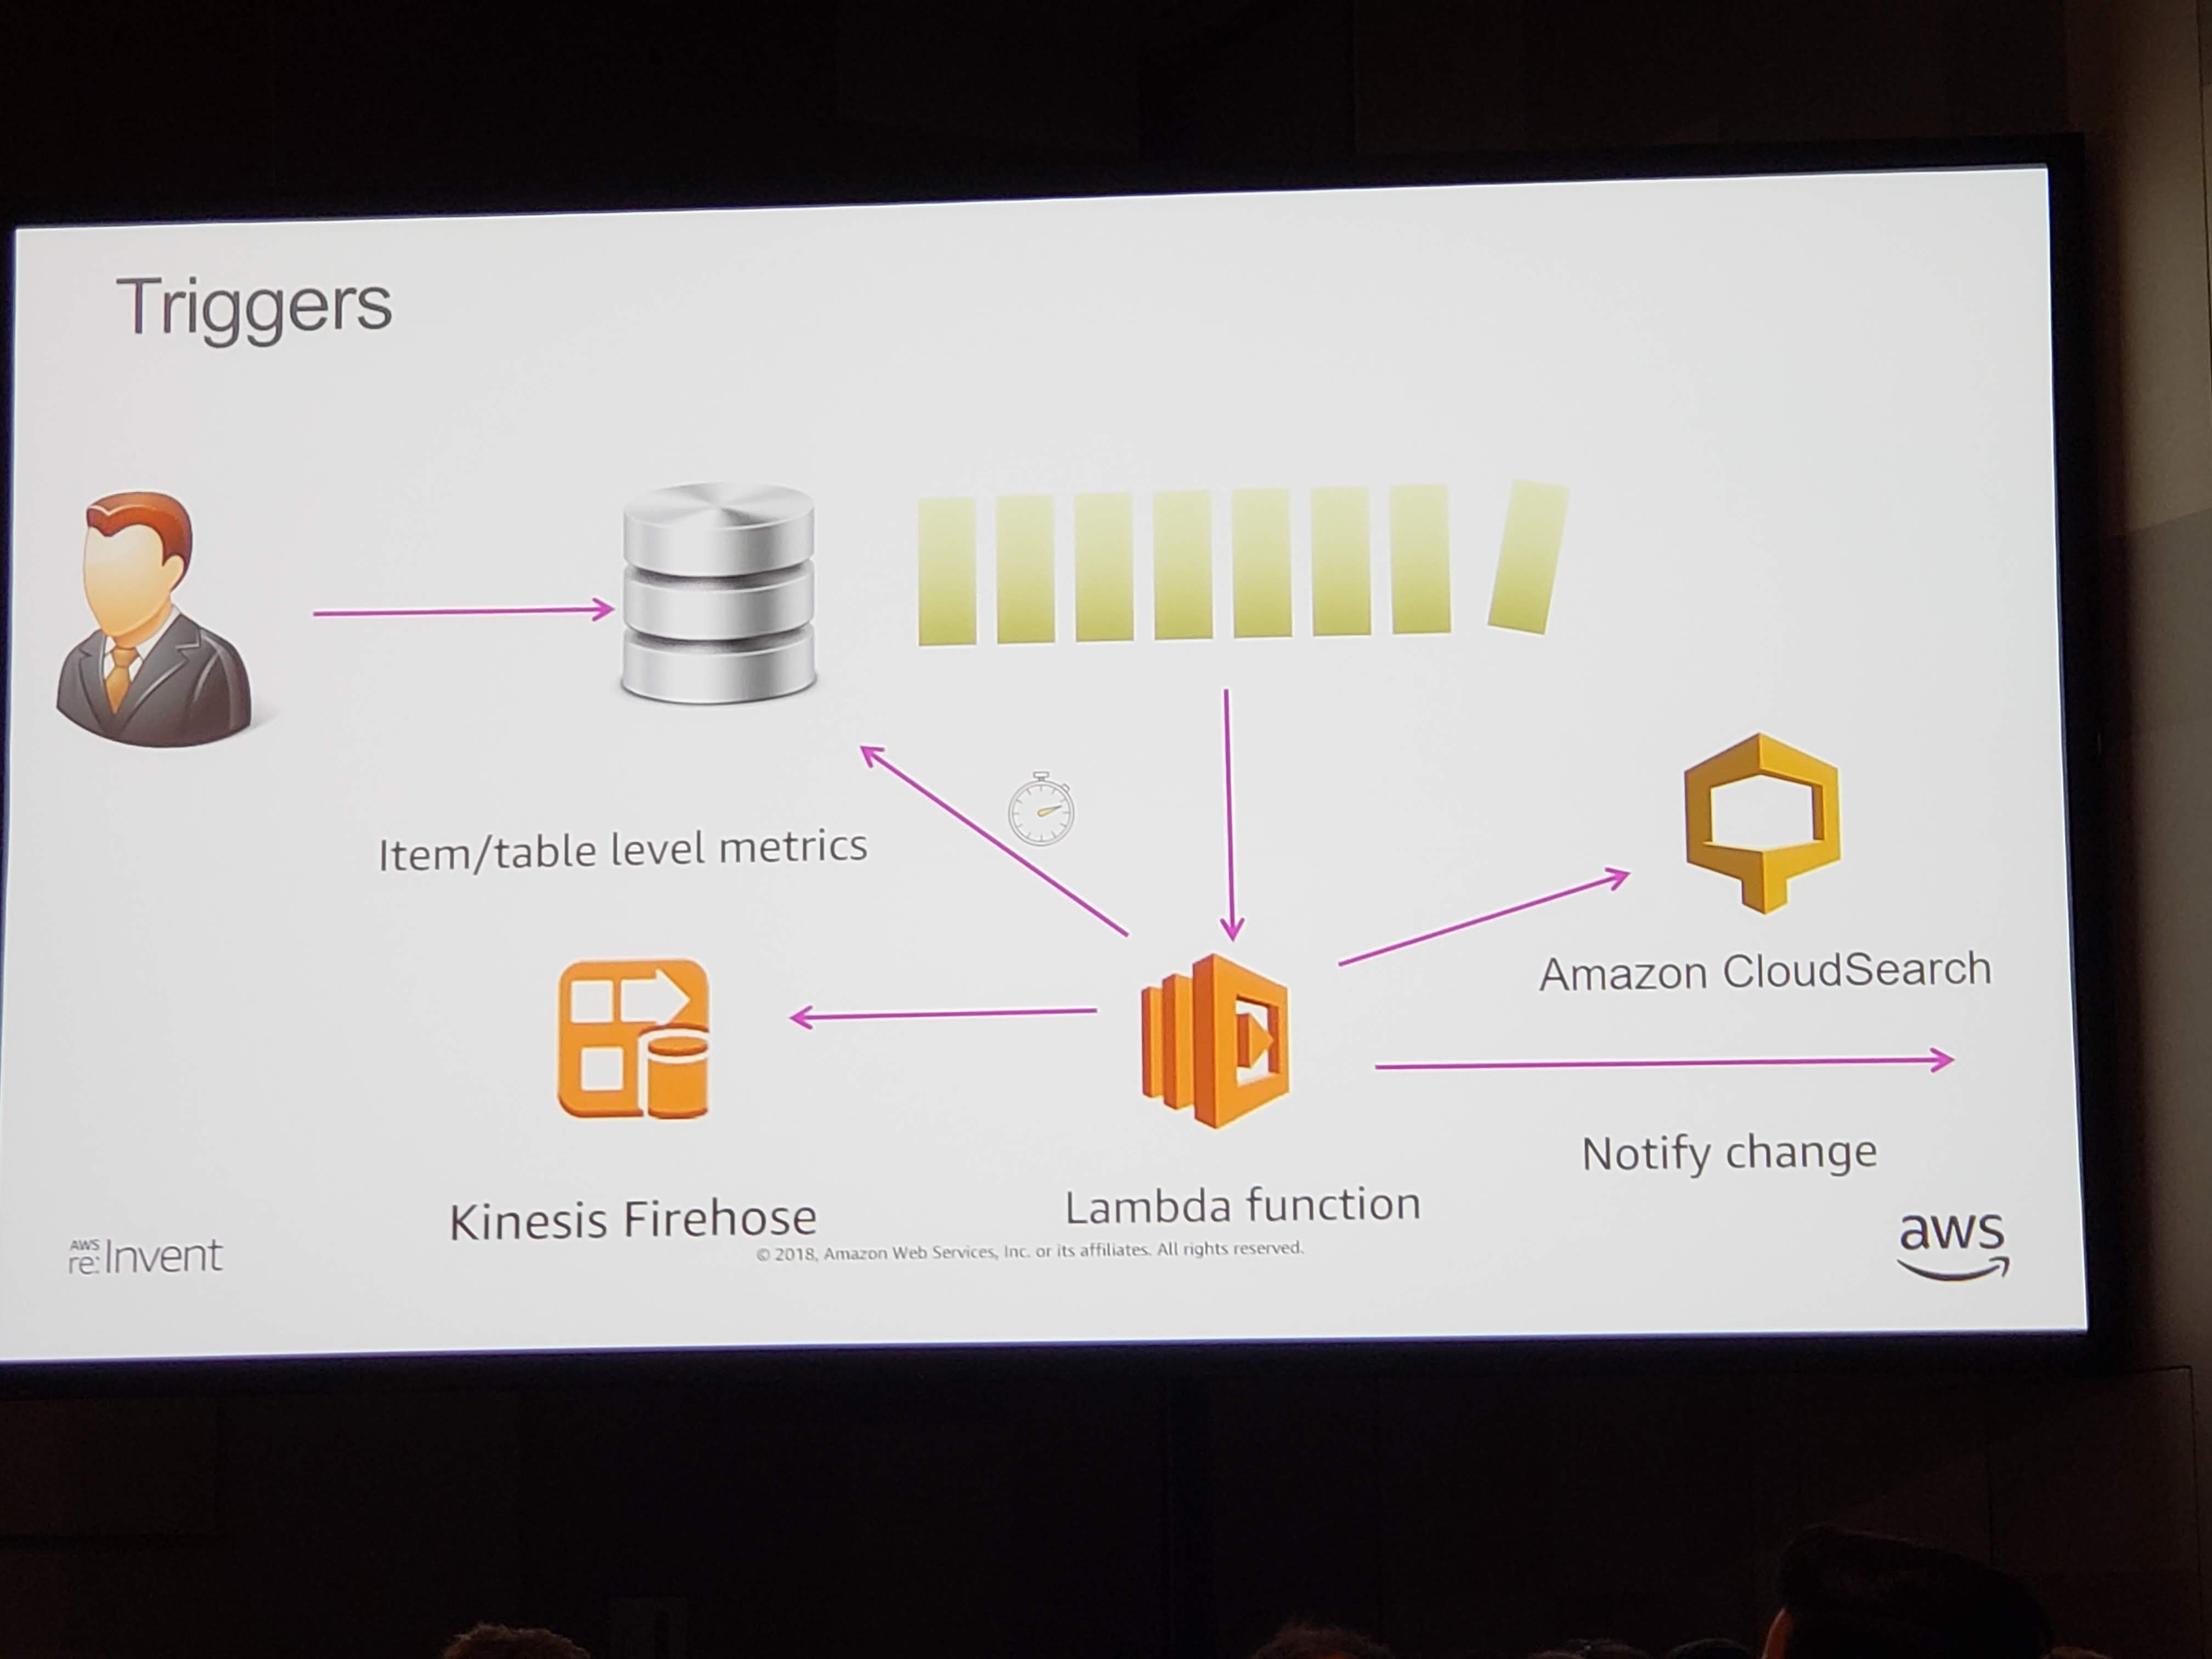 Triggers
Item/table level metrics
Amazon CloudSearch
Notify change
Kinesis Firehose
Lambda function
© 2018, Amazon Web Services, Inc. or its affiliates. All rights reserved.
AWS
re:Invent
aws